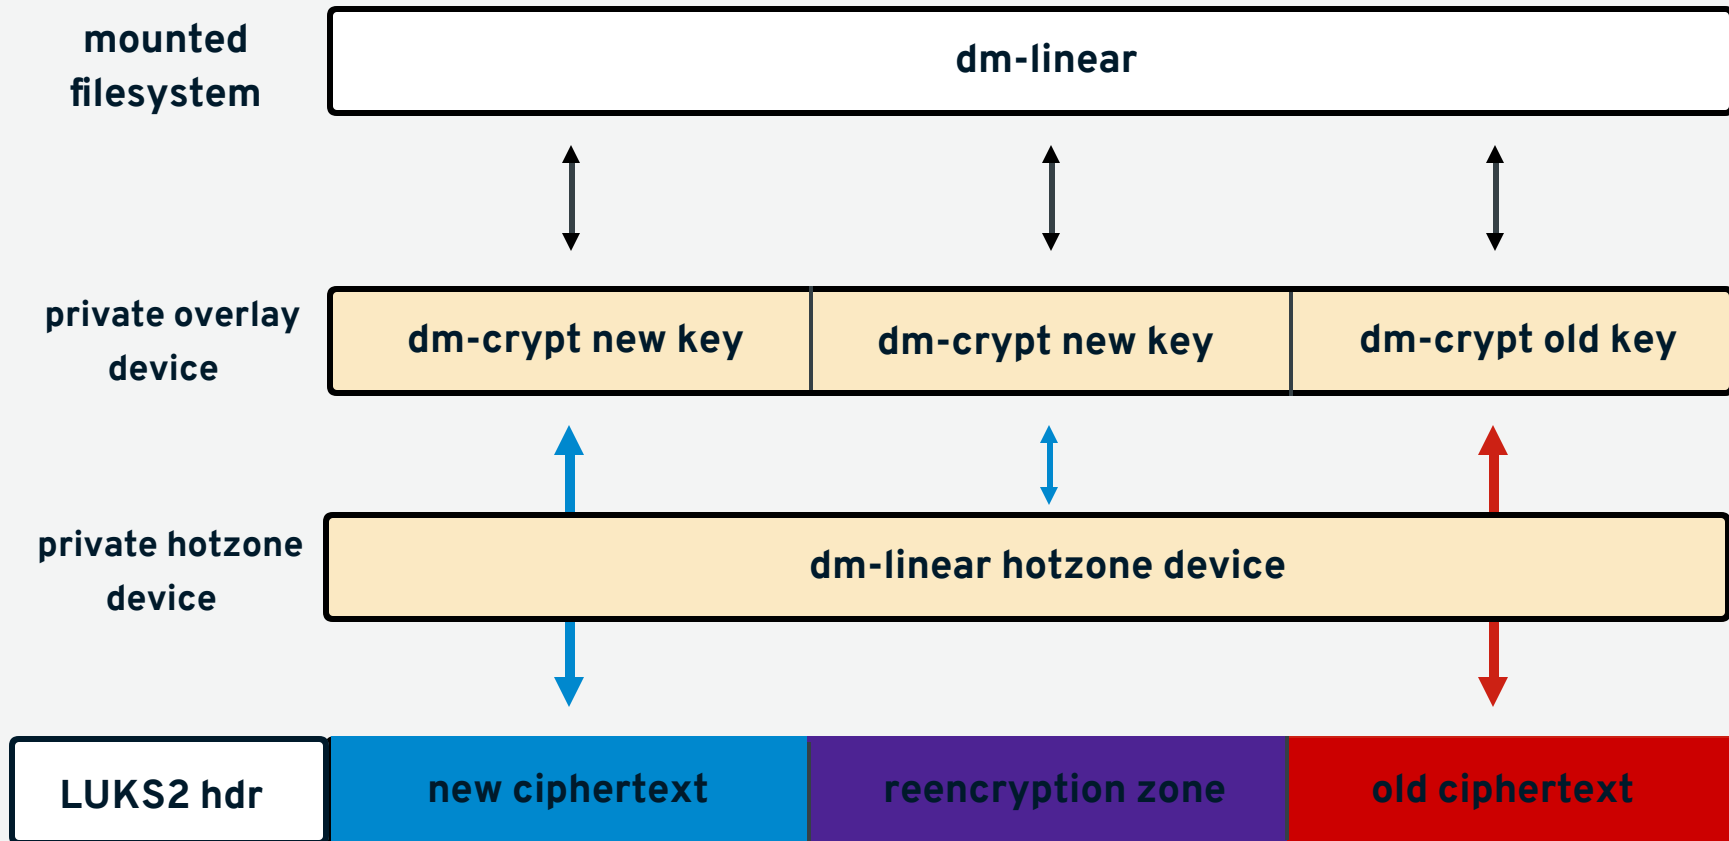 mounted
filesystem
dm-linear
private overlay
device
dm-crypt new key
dm-crypt new key
dm-crypt old key
private hotzone
device
dm-linear hotzone device
LUKS2 hdr
new ciphertext
reencryption zone
old ciphertext